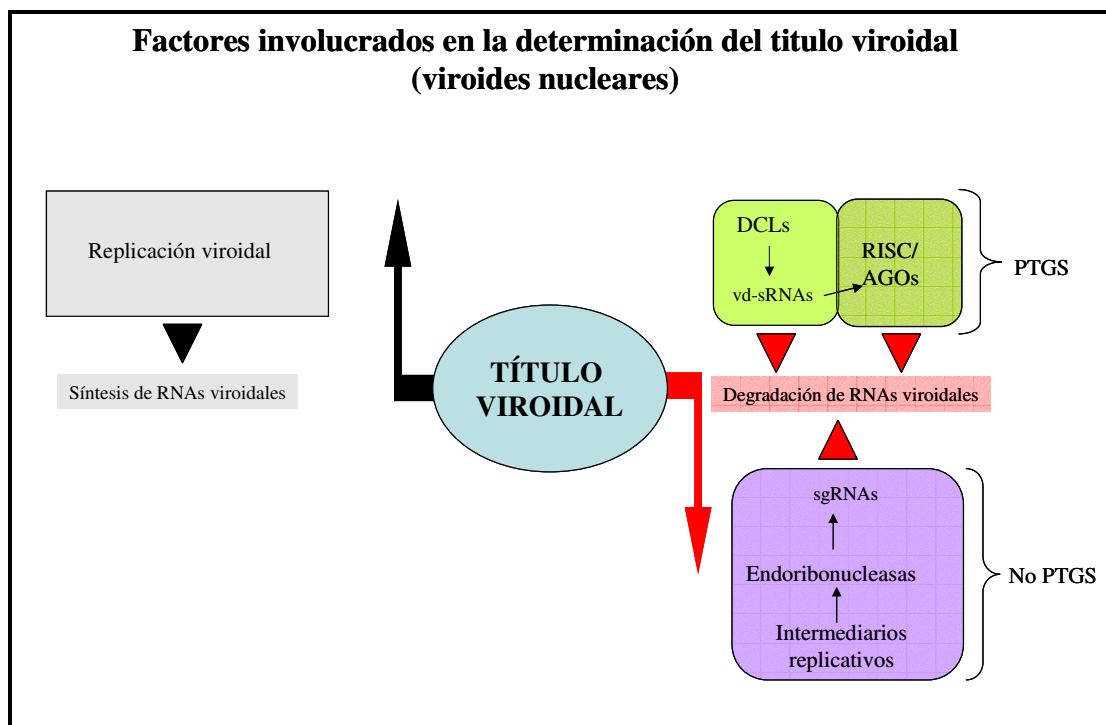 Factores involucrados en la determinación del titulo viroidal
(viroides nucleares)
Replicación viroidal
Síntesis de RNAs viroidales
TÍTULO
VIROIDAL
DCLs
vd-sRNAs
RISC/
AGOs
PTGS
Degradación de RNAs viroidales
sgRNAs
Endoribonucleasas
Intermediarios
replicativos
No PTGS